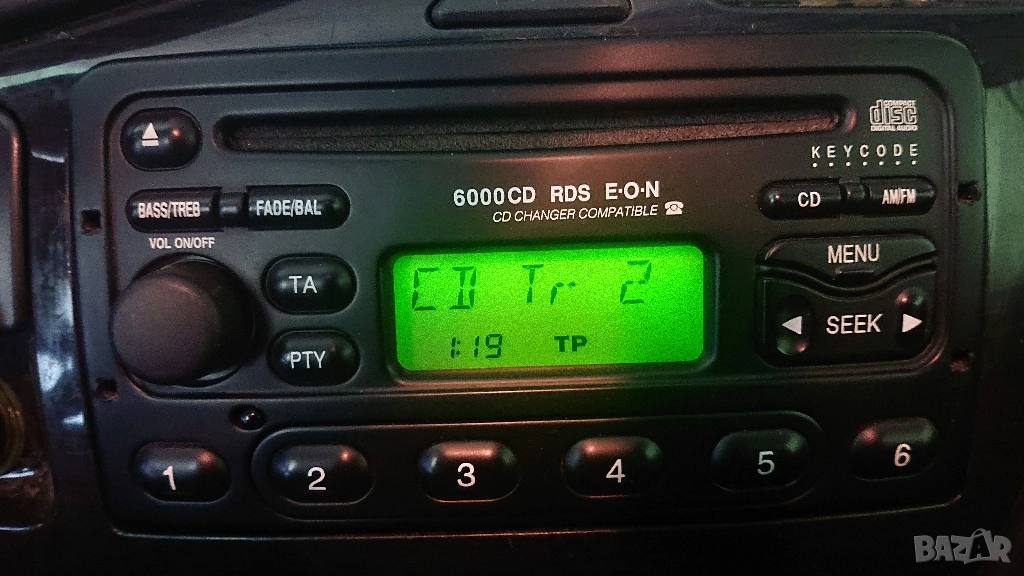 COMPACT
disc
DIGITAL AUDIO
KEYCODE
6000CD RDS E·O·N
CD CHANGER COMPATIBLE
BASS/TREB FADE/BAL
CD AM/FM
VOL ON/OFF
MENU
TA
CD Tr 2
SEEK
PTY
1:19 TP
1 2 3 4 5 6
BAZAR